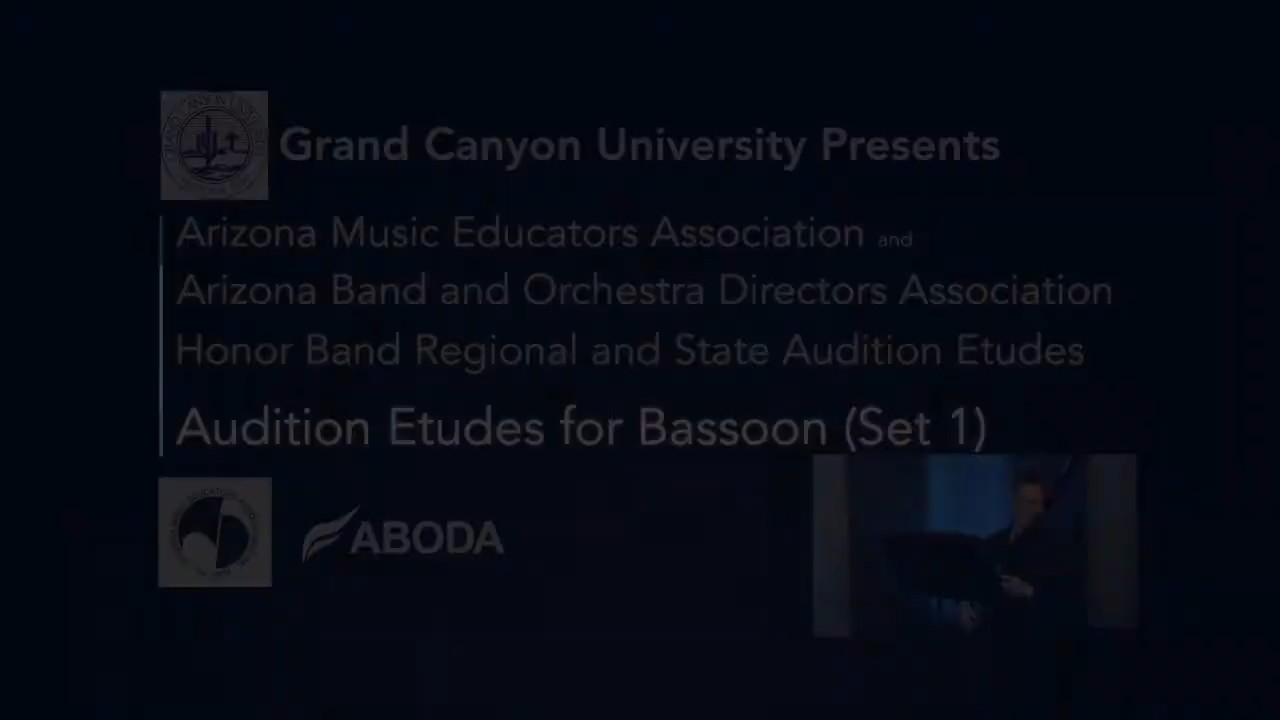 Grand Canyon University Presents
Arizona Music Educators Association and
Arizona Band and Orchestra Directors Association
Honor Band Regional and State Audition Etudes
Audition Etudes for Bassoon (Set 1)
ABODA